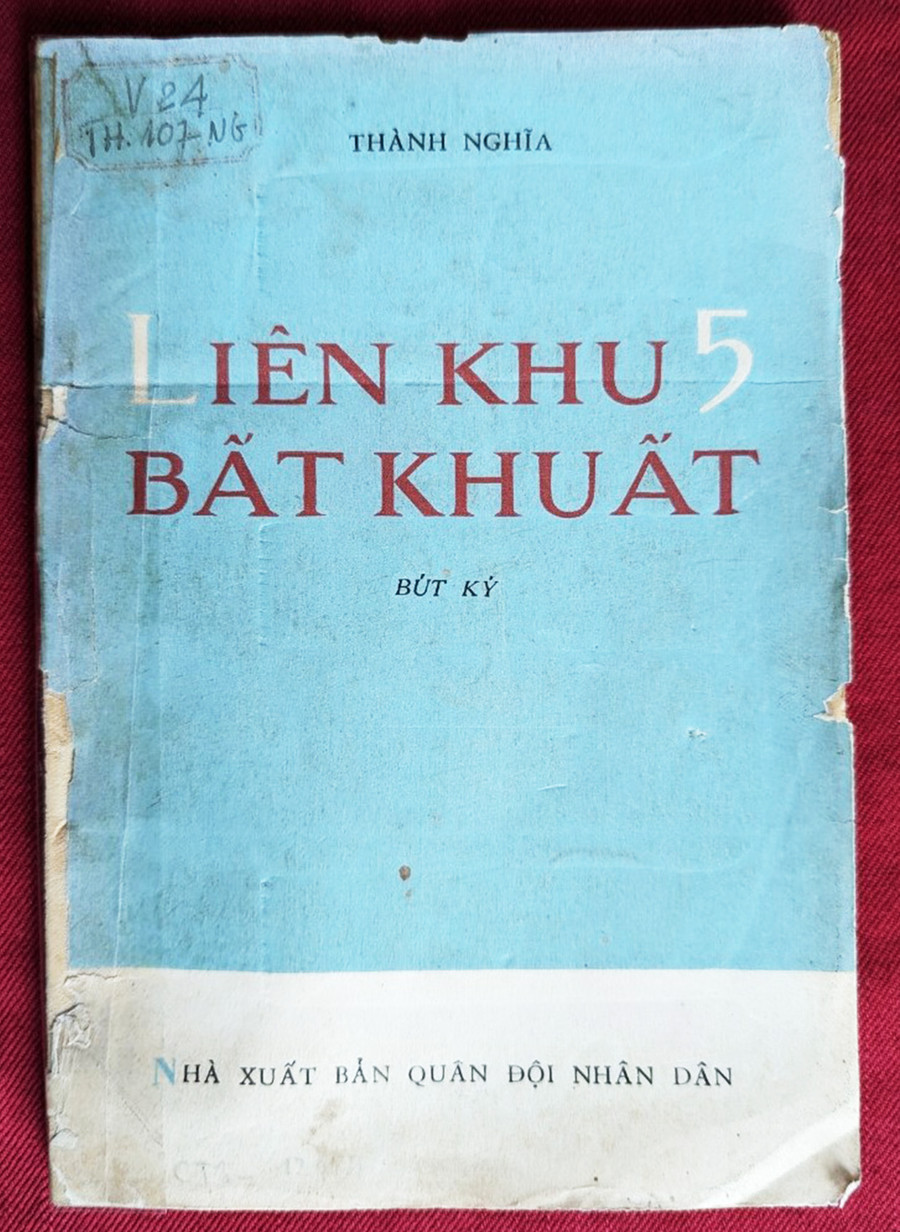 V24
TH.107-NG
THÀNH NGHĨA
LIÊN KHU 5
BẤT KHUẤT
BÚT KÝ
NHÀ XUẤT BẢN QUÂN ĐỘI NHÂN DÂN